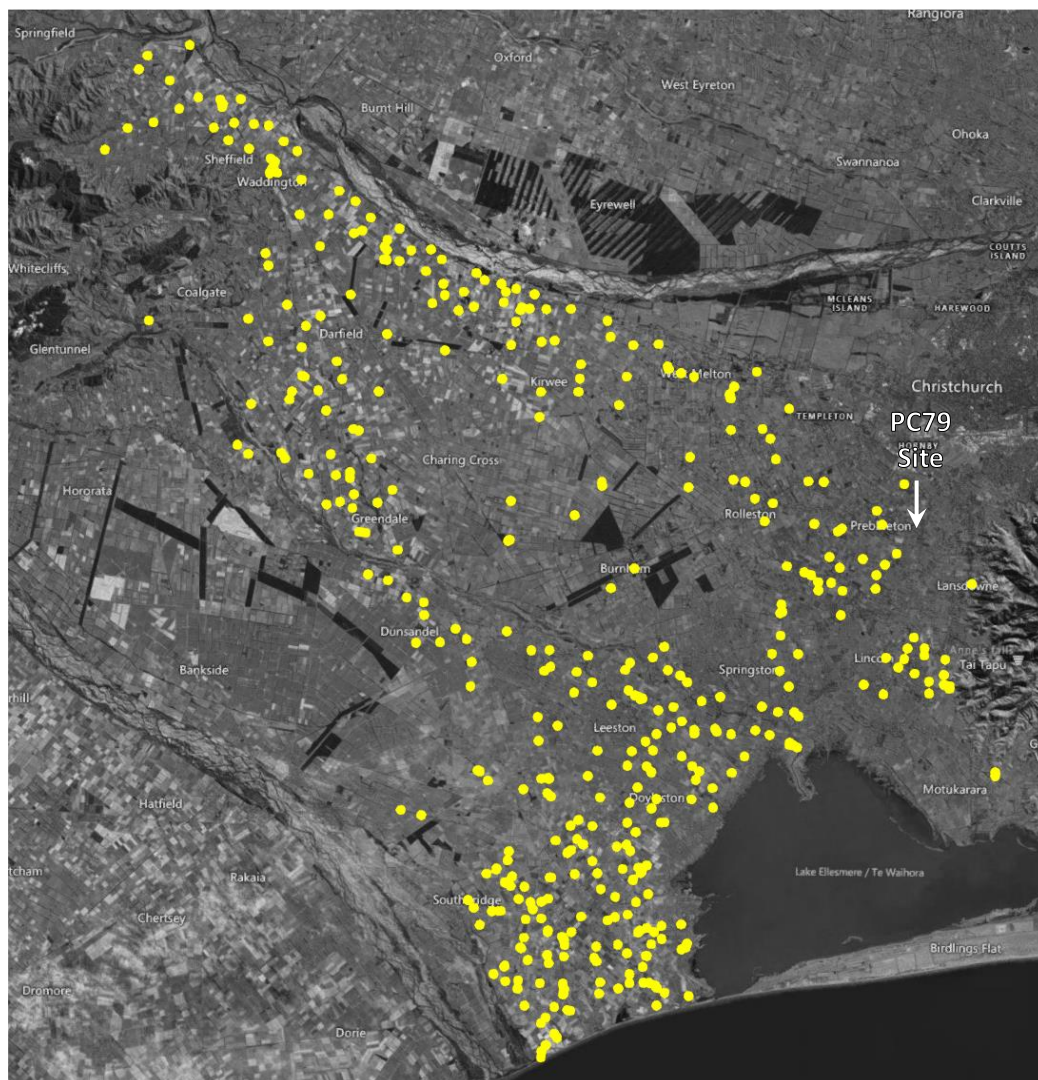 Rangiora
Springfield
Oxford
West Eyreton
Burnt Hill
Ohoka
Sheffield
Swannanoa
Waddington
Eyrewell
Clarkville
COUTTS
ISLAND
Whitecliffs
Coalgate
MCLEANS
ISLAND
HAREWOOD
Darfield
Glentunnel
Kirwee
West Melton
Christchurch
TEMPLETON
PC79
HORNBY
Site
Charing Cross
Hororata
Greendale
Rolleston
Prebbleton
Burnham
Lansdowne
Dunsandel
Lincoln
Tai Tapu
Bankside
Springston
rhill
Leeston
G
Hatfield
Doyleston
Motukarara
tcham
Rakaia
Lake Ellesmere / Te Waihora
Southbridge
Chertsey
Birdlings Flat
Dromore
Dorie